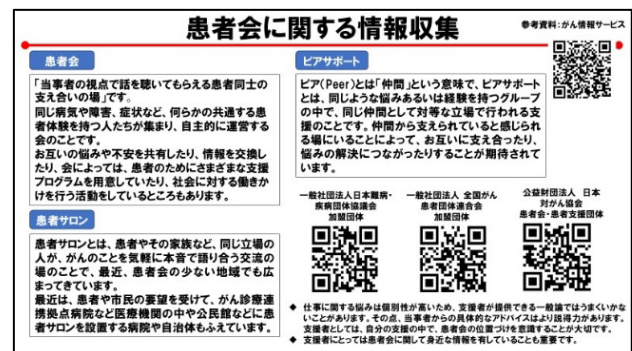 患者会に関する情報収集
参考資料:がん情報サービス
患者会
「当事者の視点で話を聴いてもらえる患者同士の
支え合いの場」です。
同じ病気や障害、症状など、何らかの共通する患
者体験を持つ人たちが集まり、自主的に運営する
会のことです。
お互いの悩みや不安を共有したり、情報を交換し
たり、会によっては、患者のためにさまざまな支援
プログラムを用意していたり、社会に対する働きか
けを行う活動をしているところもあります。
患者サロン
患者サロンとは、患者やその家族など、同じ立場の
人が、がんのことを気軽に本音で語り合う交流の
場のことで、最近、患者会の少ない地域でも広
まってきています。
最近は、患者や市民の要望を受けて、がん診療連
携拠点病院など医療機関の中や公民館などに患
者サロンを設置する病院や自治体もふえています。
ピアサポート
ピア(Peer)とは「仲間」という意味で、ピアサポート
とは、同じような悩みあるいは経験を持つグループ
の中で、同じ仲間として対等な立場で行われる支
援のことです。仲間から支えられていると感じられ
る場にいることによって、お互いに支え合ったり、
悩みの解決につながったりすることが期待されて
います。
一般社団法人日本難病・
疾病団体協議会
加盟団体
一般社団法人 全国がん
患者団体連合会
加盟団体
公益財団法人 日本
対がん協会
患者会・患者支援団体
◆ 仕事に関する悩みは個別性が高いため、支援者が提供できる一般論ではうまくいかな
いことがあります。その点、当事者からの具体的なアドバイスはより説得力があります。
支援者としては、自分の支援の中で、患者会の位置づけを意識することが大切です。
◆ 支援者にとっては患者会に関して身近な情報を有していることも重要です。